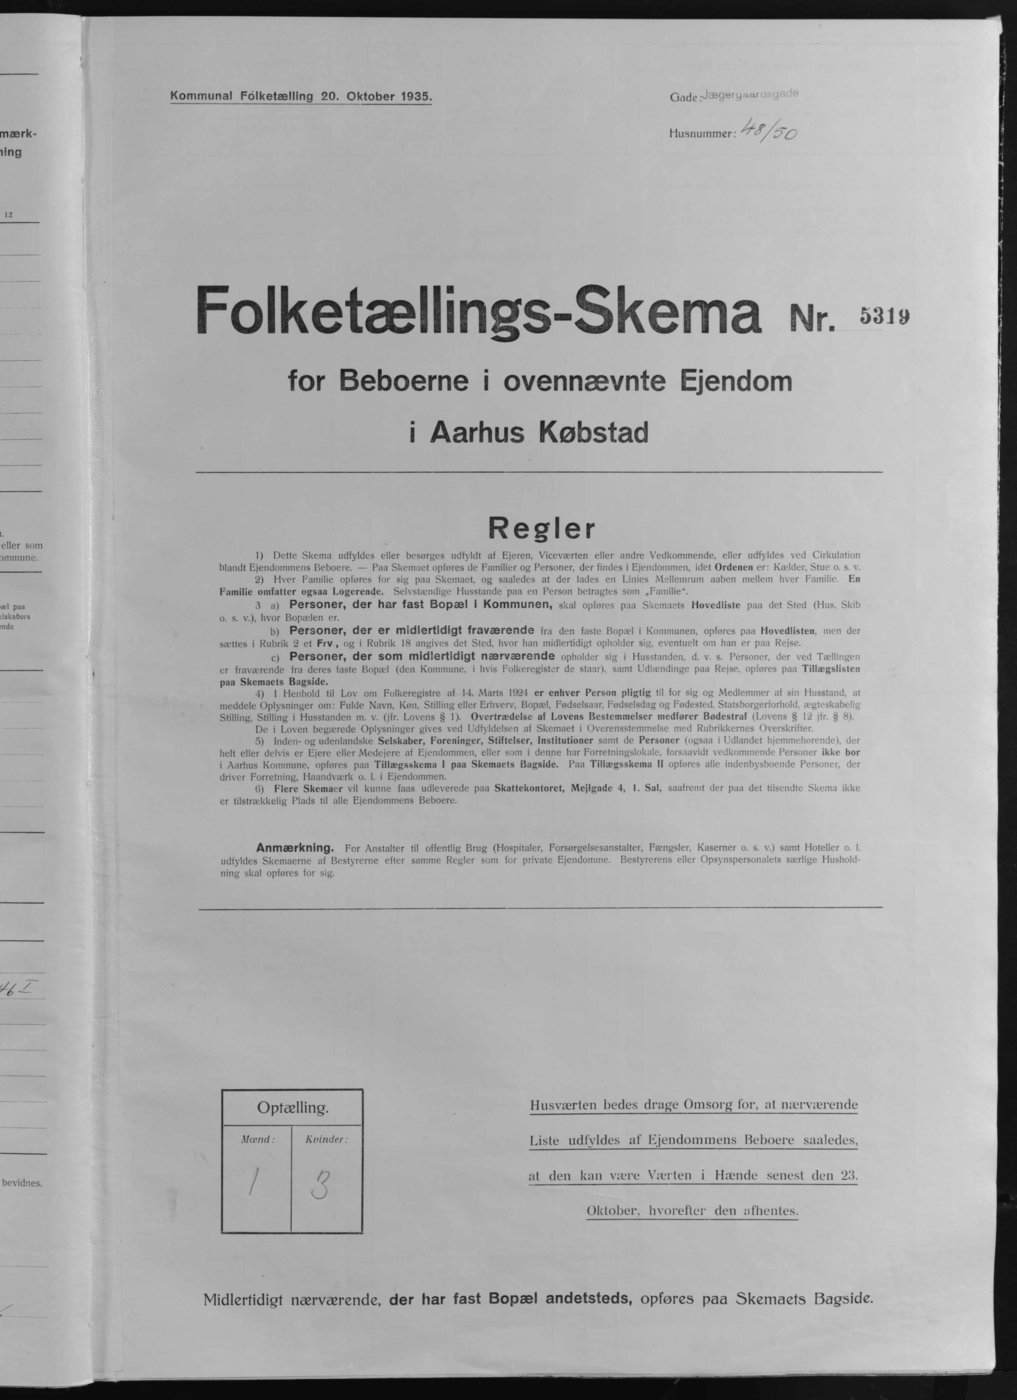 mærk-
ning
12
eller som
ommune.
æl paa
elskabers
ende
46 I
bevidnes.
Kommunal Folketælling 20. Oktober 1935.
Gade: Jægergaardsgade
Husnummer: 48/50
Folketællings-Skema Nr. 5319
for Beboerne i ovennævnte Ejendom
i Aarhus Købstad
Regler
1) Dette Skema udfyldes eller besørges udfyldt af Ejeren, Viceværten eller andre Vedkommende, eller udfyldes ved Cirkulation
blandt Ejendommens Beboere. — Paa Skemaet opføres de Familier og Personer, der findes i Ejendommen, idet Ordenen er: Kælder, Stue o. s. v.
2) Hver Familie opføres for sig paa Skemaet, og saaledes at der lades en Linies Mellemrum aaben mellem hver Familie. En
Familie omfatter ogsaa Logerende. Selvstændige Husstande paa en Person betragtes som „Familie“.
3 a) Personer, der har fast Bopæl i Kommunen, skal opføres paa Skemaets Hovedliste paa det Sted (Hus, Skib
o. s. v.), hvor Bopælen er.
b) Personer, der er midlertidigt fraværende fra den faste Bopæl i Kommunen, opføres paa Hovedlisten, men der
sættes i Rubrik 2 et Frv, og i Rubrik 18 angives det Sted, hvor han midlertidigt opholder sig, eventuelt om han er paa Rejse.
c) Personer, der som midlertidigt nærværende opholder sig i Husstanden, d. v. s. Personer, der ved Tællingen
er fraværende fra deres faste Bopæl (den Kommune, i hvis Folkeregister de staar), samt Udlændinge paa Rejse, opføres paa Tillægslisten
paa Skemaets Bagside.
4) I Henhold til Lov om Folkeregistre af 14. Marts 1924 er enhver Person pligtig til for sig og Medlemmer af sin Husstand, at
meddele Oplysninger om: Fulde Navn, Køn, Stilling eller Erhverv, Bopæl, Fødselsaar, Fødselsdag og Fødested, Statsborgerforhold, ægteskabelig
Stilling, Stilling i Husstanden m. v. (jfr. Lovens § 1). Overtrædelse af Lovens Bestemmelser medfører Bødestraf (Lovens § 12 jfr. § 8).
De i Loven begærede Oplysninger gives ved Udfyldelsen af Skemaet i Overensstemmelse med Rubrikkernes Overskrifter.
5) Inden- og udenlandske Selskaber, Foreninger, Stiftelser, Institutioner samt de Personer (ogsaa i Udlandet hjemmehørende), der
helt eller delvis er Ejere eller Medejere af Ejendommen, eller som i denne har Forretningslokale, forsaavidt vedkommende Personer ikke bor
i Aarhus Kommune, opføres paa Tillægsskema I paa Skemaets Bagside. Paa Tillægsskema II opføres alle indenbysboende Personer, der
driver Forretning, Haandværk o. l. i Ejendommen.
6) Flere Skemaer vil kunne faas udleverede paa Skattekontoret, Mejlgade 4, 1. Sal, saafremt der paa det tilsendte Skema ikke
er tilstrækkelig Plads til alle Ejendommens Beboere.
Anmærkning. For Anstalter til offentlig Brug (Hospitaler, Forsørgelsesanstalter, Fængsler, Kaserner o. s. v.) samt Hoteller o. l.
udfyldes Skemaerne af Bestyrerne efter samme Regler som for private Ejendomme. Bestyrerens eller Opsynspersonalets særlige Hushold-
ning skal opføres for sig.
Optælling.
Mænd: Kvinder:
1 3
Husværten bedes drage Omsorg for, at nærværende
Liste udfyldes af Ejendommens Beboere saaledes,
at den kan være Værten i Hænde senest den 23.
Oktober, hvorefter den afhentes.
Midlertidigt nærværende, der har fast Bopæl andetsteds, opføres paa Skemaets Bagside.